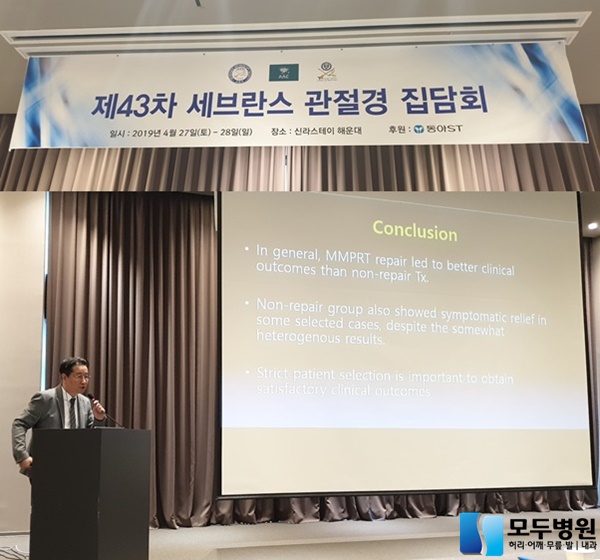 AAC
제43차 세브란스 관절경 집담회
일시 : 2019년 4월 27일(토) ~ 28일(일) 장소 : 신라스테이 해운대 후원 : 동아ST
Conclusion
• In general, MMPRT repair led to better clinical
outcomes than non-repair Tx.
• Non-repair group also showed symptomatic relief in
some selected cases, despite the somewhat
heterogenous results.
• Strict patient selection is important to obtain
satisfactory clinical outcomes
모두병원
허리·어깨·무릎·발 | 내과